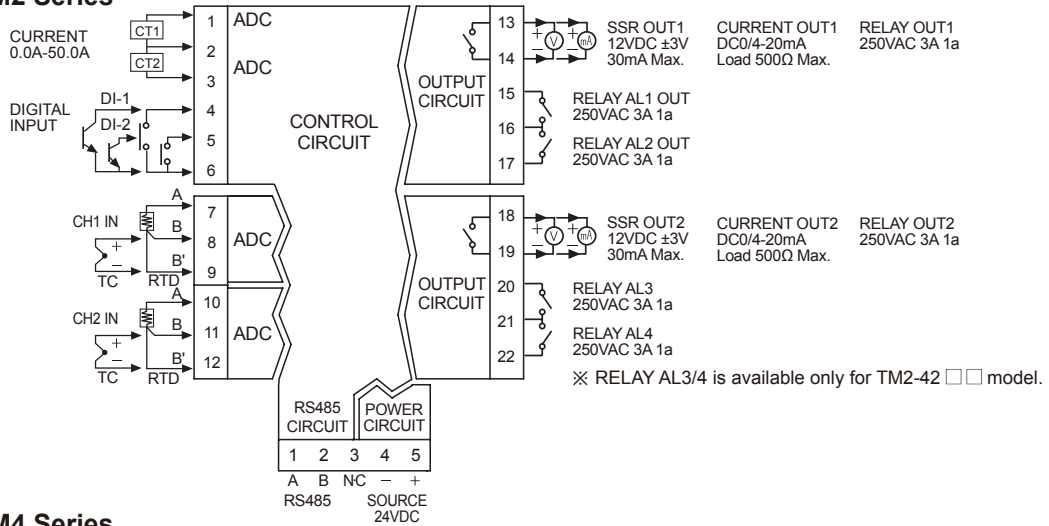 M2 Series
CURRENT
0.0A-50.0A
CT1
CT2
1
2
3
ADC
ADC
DIGITAL
INPUT
DI-1
DI-2
4
5
6
CONTROL
CIRCUIT
OUTPUT
CIRCUIT
13
14
15
16
17
+
−
V
+
−
mA
SSR OUT1
12VDC ±3V
30mA Max.
CURRENT OUT1
DC0/4-20mA
Load 500Ω Max.
RELAY OUT1
250VAC 3A 1a
RELAY AL1 OUT
250VAC 3A 1a
RELAY AL2 OUT
250VAC 3A 1a
CH1 IN
+
−
TC
RTD
A
B
B'
7
8
9
ADC
CH2 IN
+
−
TC
RTD
A
B
B'
10
11
12
ADC
OUTPUT
CIRCUIT
18
19
20
21
22
+
−
V
+
−
mA
SSR OUT2
12VDC ±3V
30mA Max.
CURRENT OUT2
DC0/4-20mA
Load 500Ω Max.
RELAY OUT2
250VAC 3A 1a
RELAY AL3
250VAC 3A 1a
RELAY AL4
250VAC 3A 1a
※ RELAY AL3/4 is available only for TM2-42 □ □ model.
RS485
CIRCUIT
POWER
CIRCUIT
1 2 3 4 5
A B N·C − +
RS485
SOURCE
24VDC
M4 Series